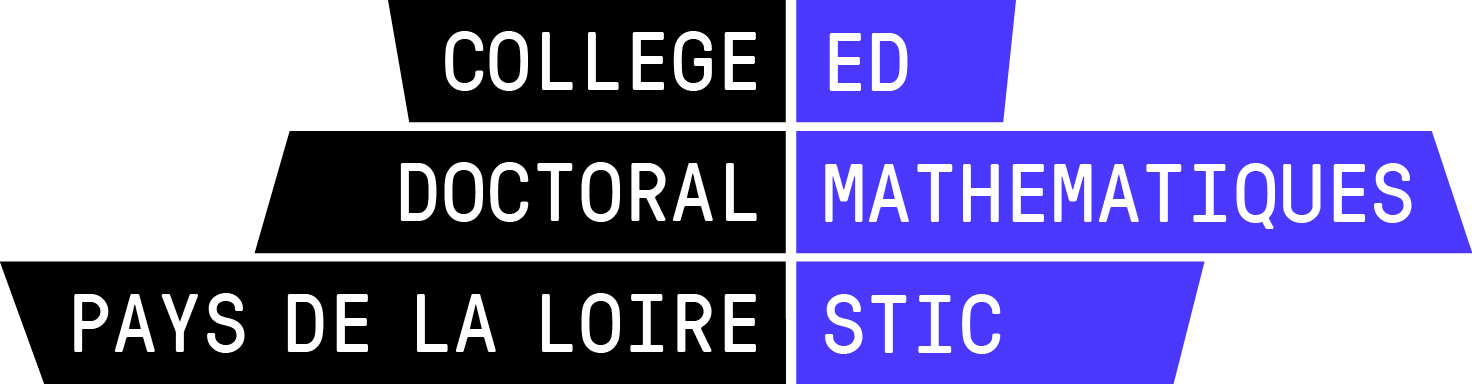 COLLEGE
DOCTORAL
PAYS DE LA LOIRE
ED
MATHEMATIQUES
STIC